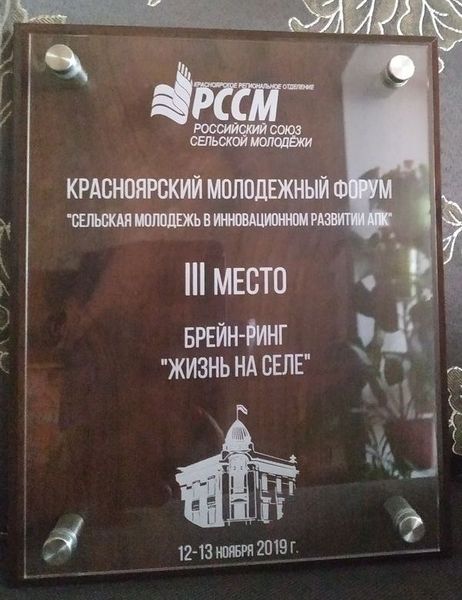 КРАСНОЯРСКОЕ РЕГИОНАЛЬНОЕ ОТДЕЛЕНИЕ
РССМ
РОССИЙСКИЙ СОЮЗ
СЕЛЬСКОЙ МОЛОДЁЖИ
КРАСНОЯРСКИЙ МОЛОДЕЖНЫЙ ФОРУМ
"СЕЛЬСКАЯ МОЛОДЕЖЬ В ИННОВАЦИОННОМ РАЗВИТИИ АПК"
III МЕСТО
БРЕЙН-РИНГ
"ЖИЗНЬ НА СЕЛЕ"
12-13 НОЯБРЯ 2019 г.